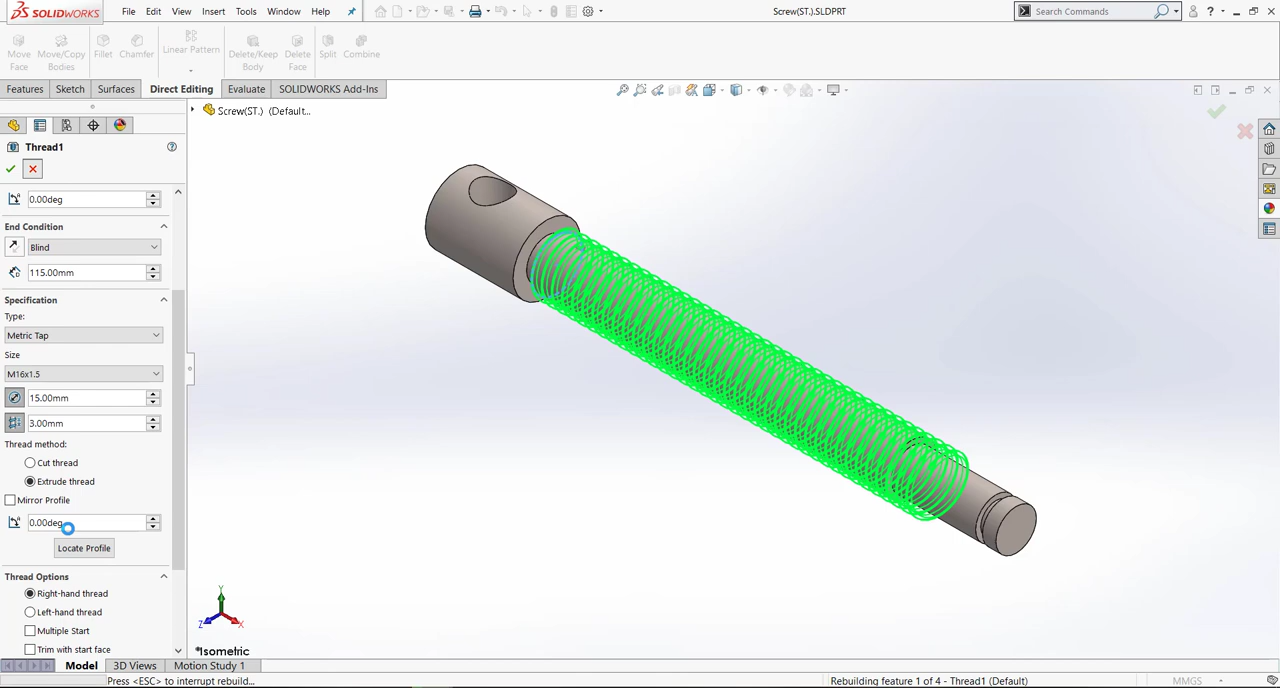 SOLIDWORKS File Edit View Insert Tools Window Help Screw(ST.).SLDPRT Search Commands ?
Move Face
Move/Copy Bodies
Fillet
Chamfer
Linear Pattern
Delete/Keep Body
Delete Face
Split
Combine
Features Sketch Surfaces Direct Editing Evaluate SOLIDWORKS Add-Ins
Screw(ST.) (Default...
Thread1
0.00deg
End Condition
Blind
115.00mm
Specification
Type:
Metric Tap
Size
M16x1.5
15.00mm
3.00mm
Thread method:
Cut thread
Extrude thread
Mirror Profile
0.00deg
Locate Profile
Thread Options
Right-hand thread
Left-hand thread
Multiple Start
Trim with start face
Y
Z
X
*Isometric
Model 3D Views Motion Study 1
Press <ESC> to interrupt rebuild... Rebuilding feature 1 of 4 - Thread1 (Default) MMGS